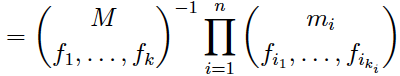 = \binom{M}{f_1, \ldots, f_k}^{-1} \prod_{i=1}^{n} \binom{m_i}{f_{i_1}, \ldots, f_{i_{k_i}}}